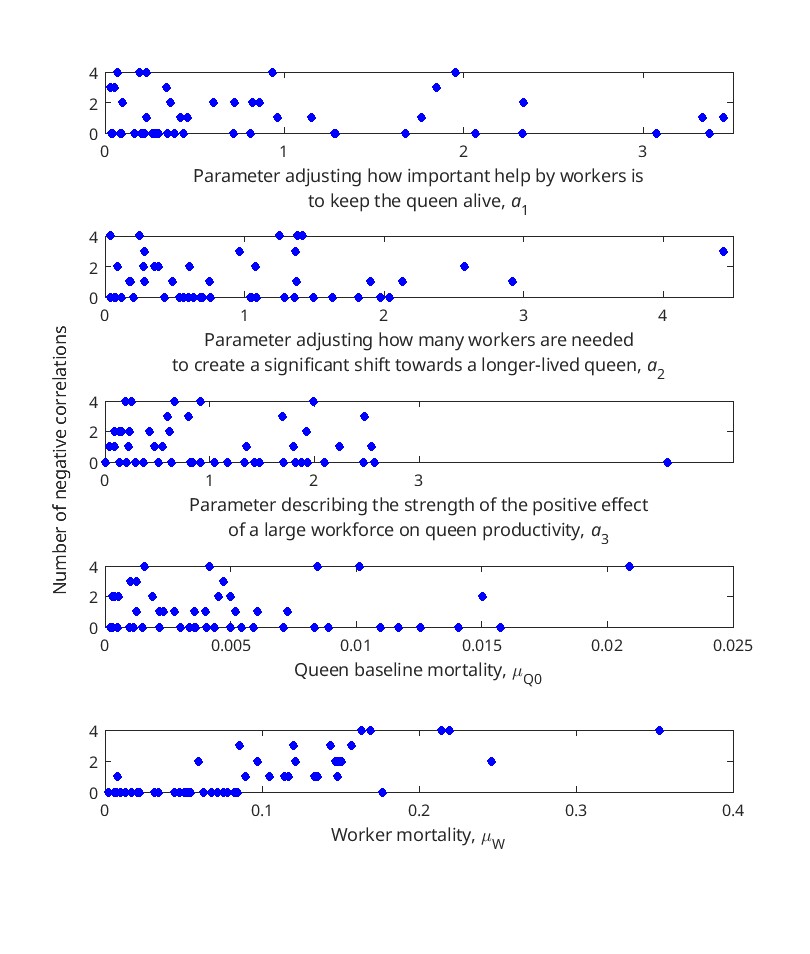 4
2
0
0 1 2 3
Parameter adjusting how important help by workers is
to keep the queen alive, a1
4
2
0
0 1 2 3 4
Parameter adjusting how many workers are needed
to create a significant shift towards a longer-lived queen, a2
Number of negative correlations
4
2
0
0 1 2 3
Parameter describing the strength of the positive effect
of a large workforce on queen productivity, a3
4
2
0
0 0.005 0.01 0.015 0.02 0.025
Queen baseline mortality, μQ0
4
2
0
0 0.1 0.2 0.3 0.4
Worker mortality, μW